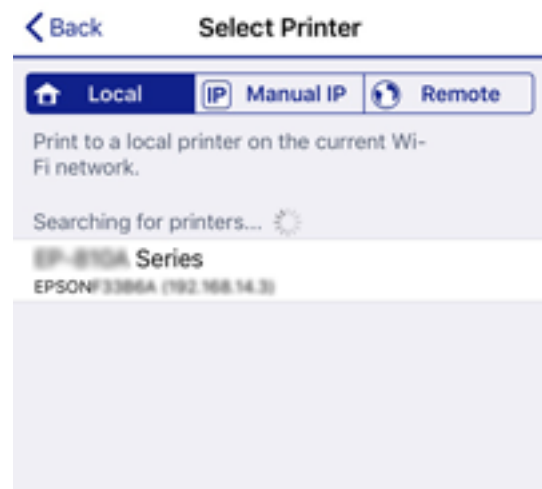 Back Select Printer
Local IP Manual IP Remote
Print to a local printer on the current Wi-
Fi network.
Searching for printers...
Series
EPSON